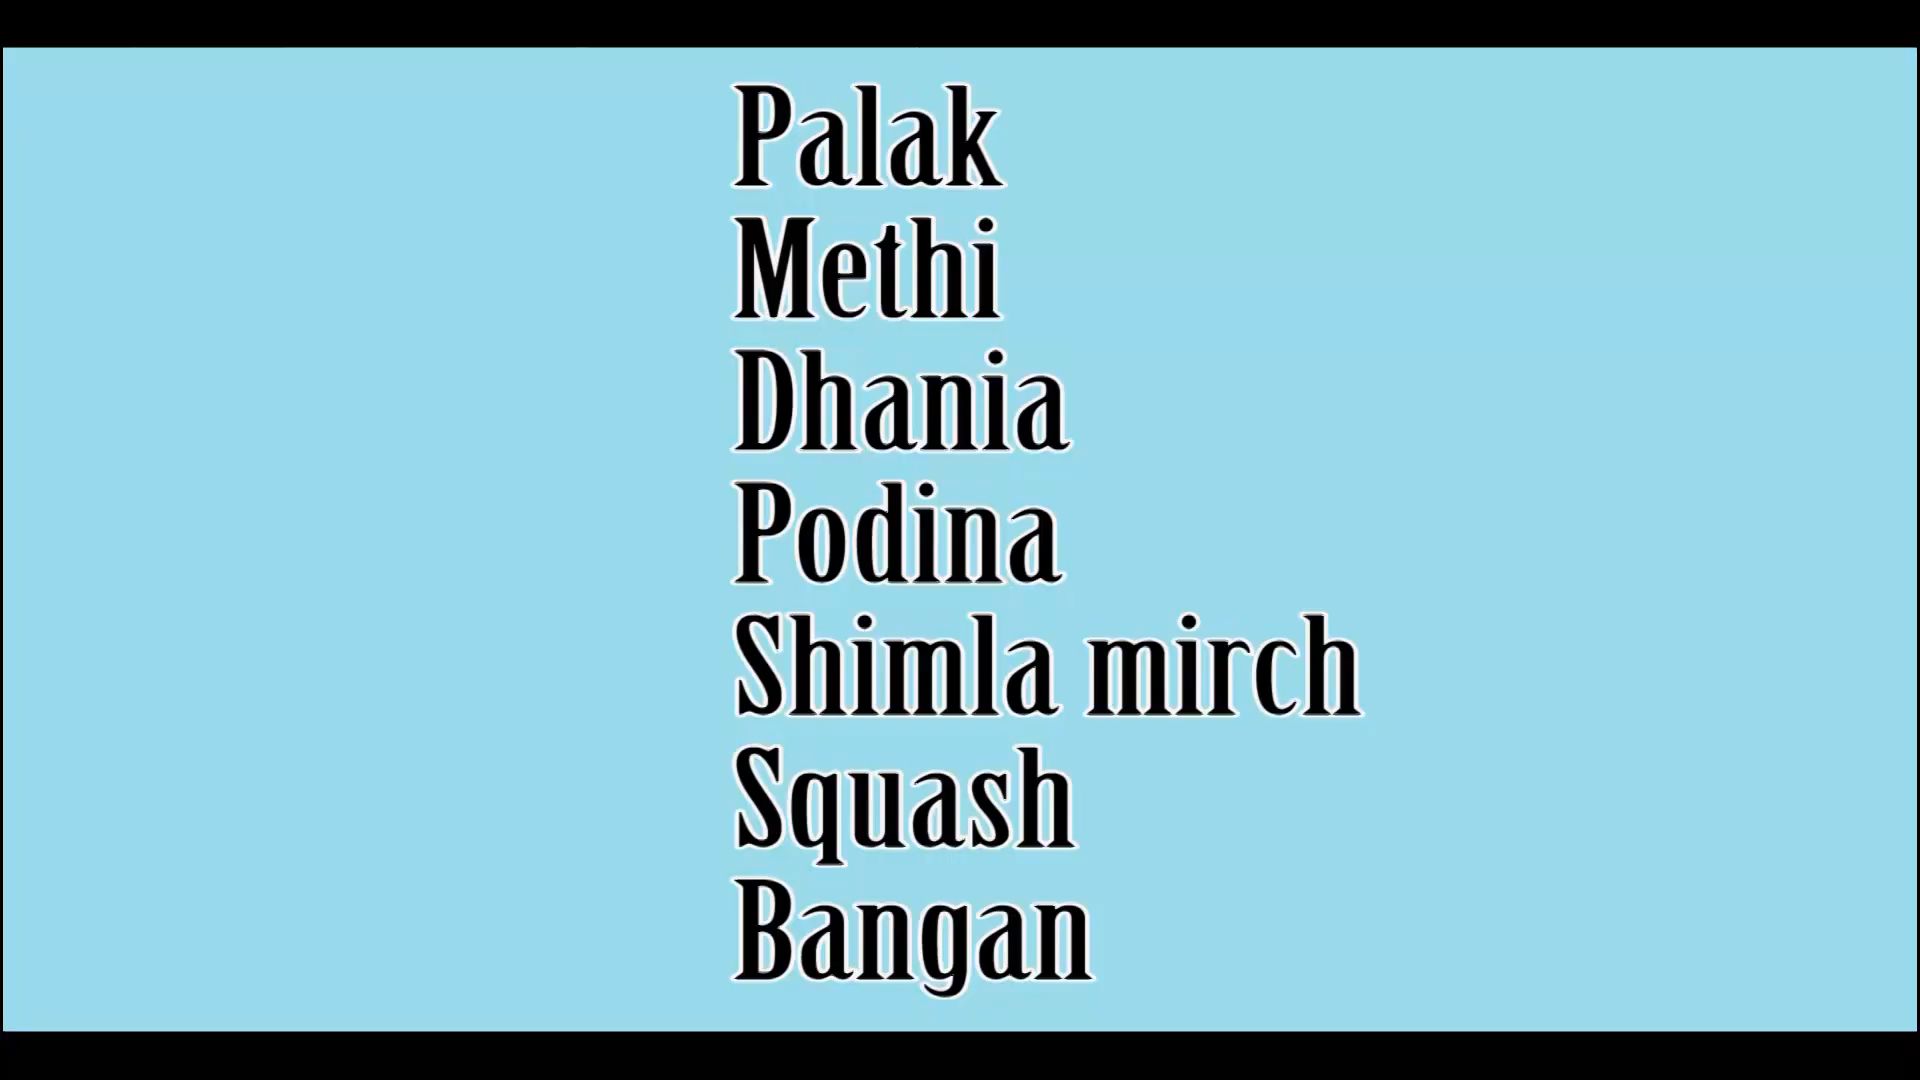 Palak
Methi
Dhania
Podina
Shimla mirch
Squash
Bangan